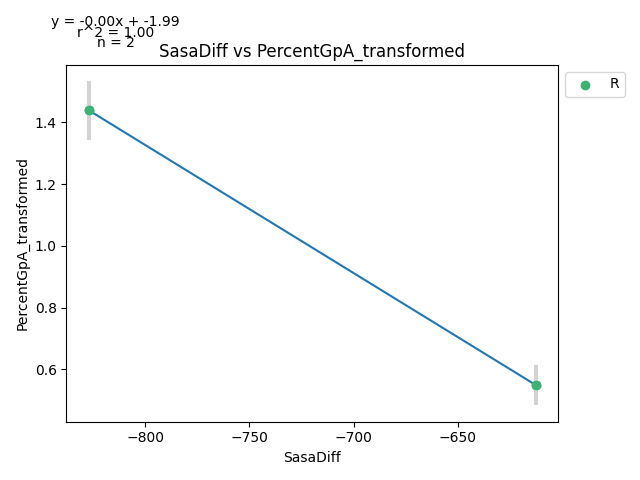 y = -0.00x + -1.99
r^2 = 1.00
n = 2
SasaDiff vs PercentGpA_transformed
R
PercentGpA_transformed
1.4
1.2
1.0
0.8
0.6
−800
−750
−700
−650
SasaDiff